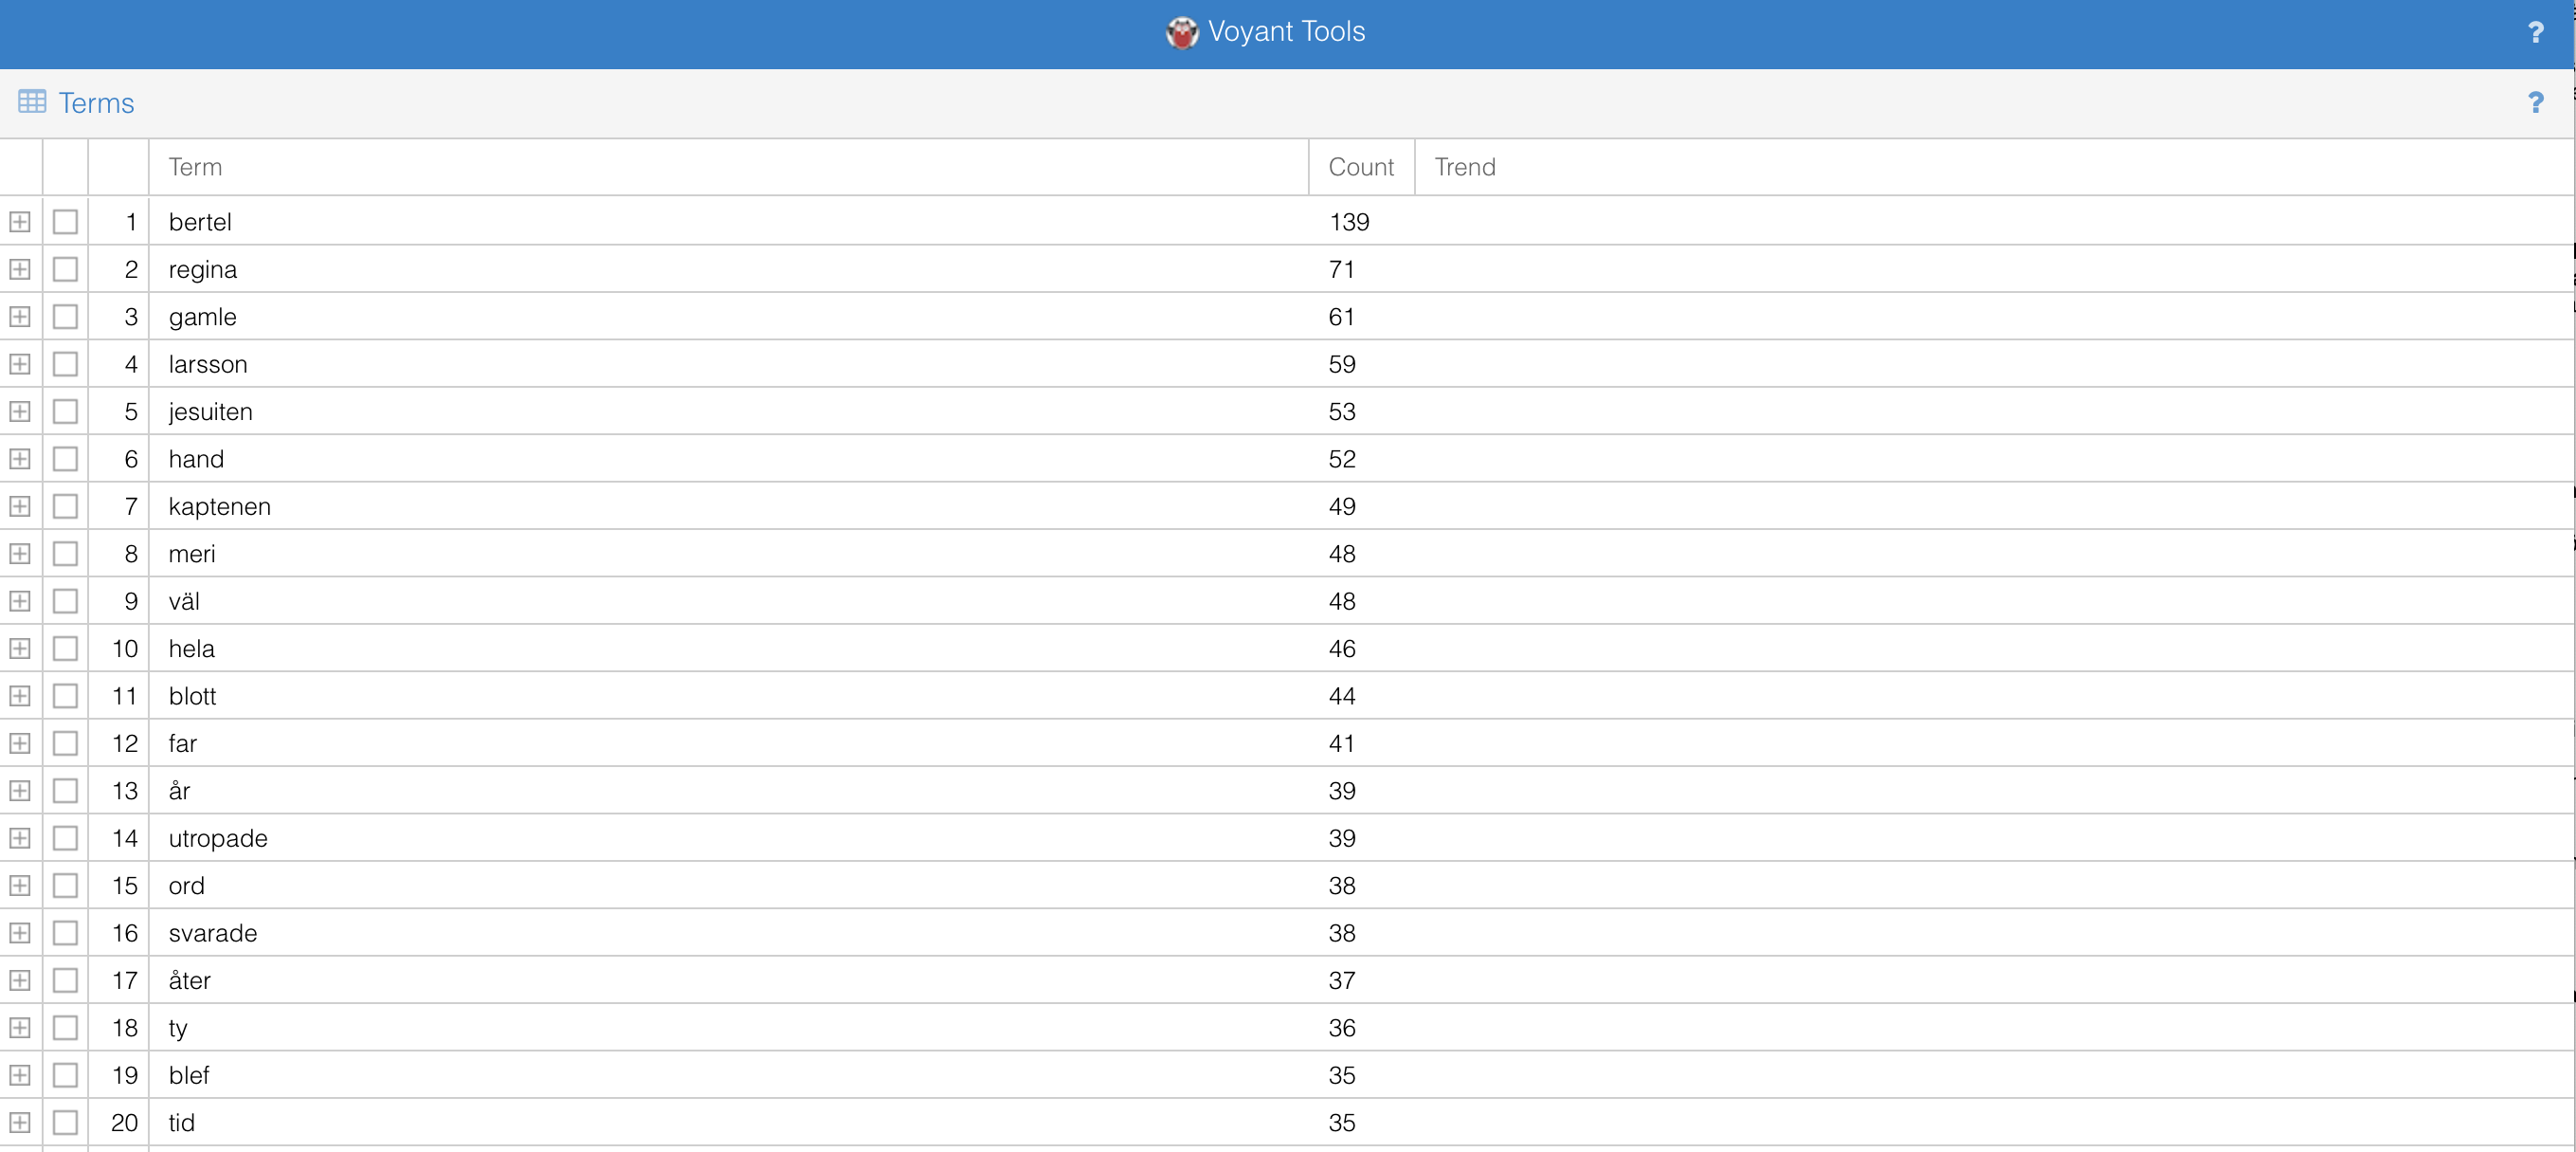 Voyant Tools ?
Terms ?
Term Count Trend
1 bertel 139
2 regina 71
3 gamle 61
4 larsson 59
5 jesuiten 53
6 hand 52
7 kaptenen 49
8 meri 48
9 väl 48
10 hela 46
11 blott 44
12 far 41
13 år 39
14 utropade 39
15 ord 38
16 svarade 38
17 åter 37
18 ty 36
19 blef 35
20 tid 35